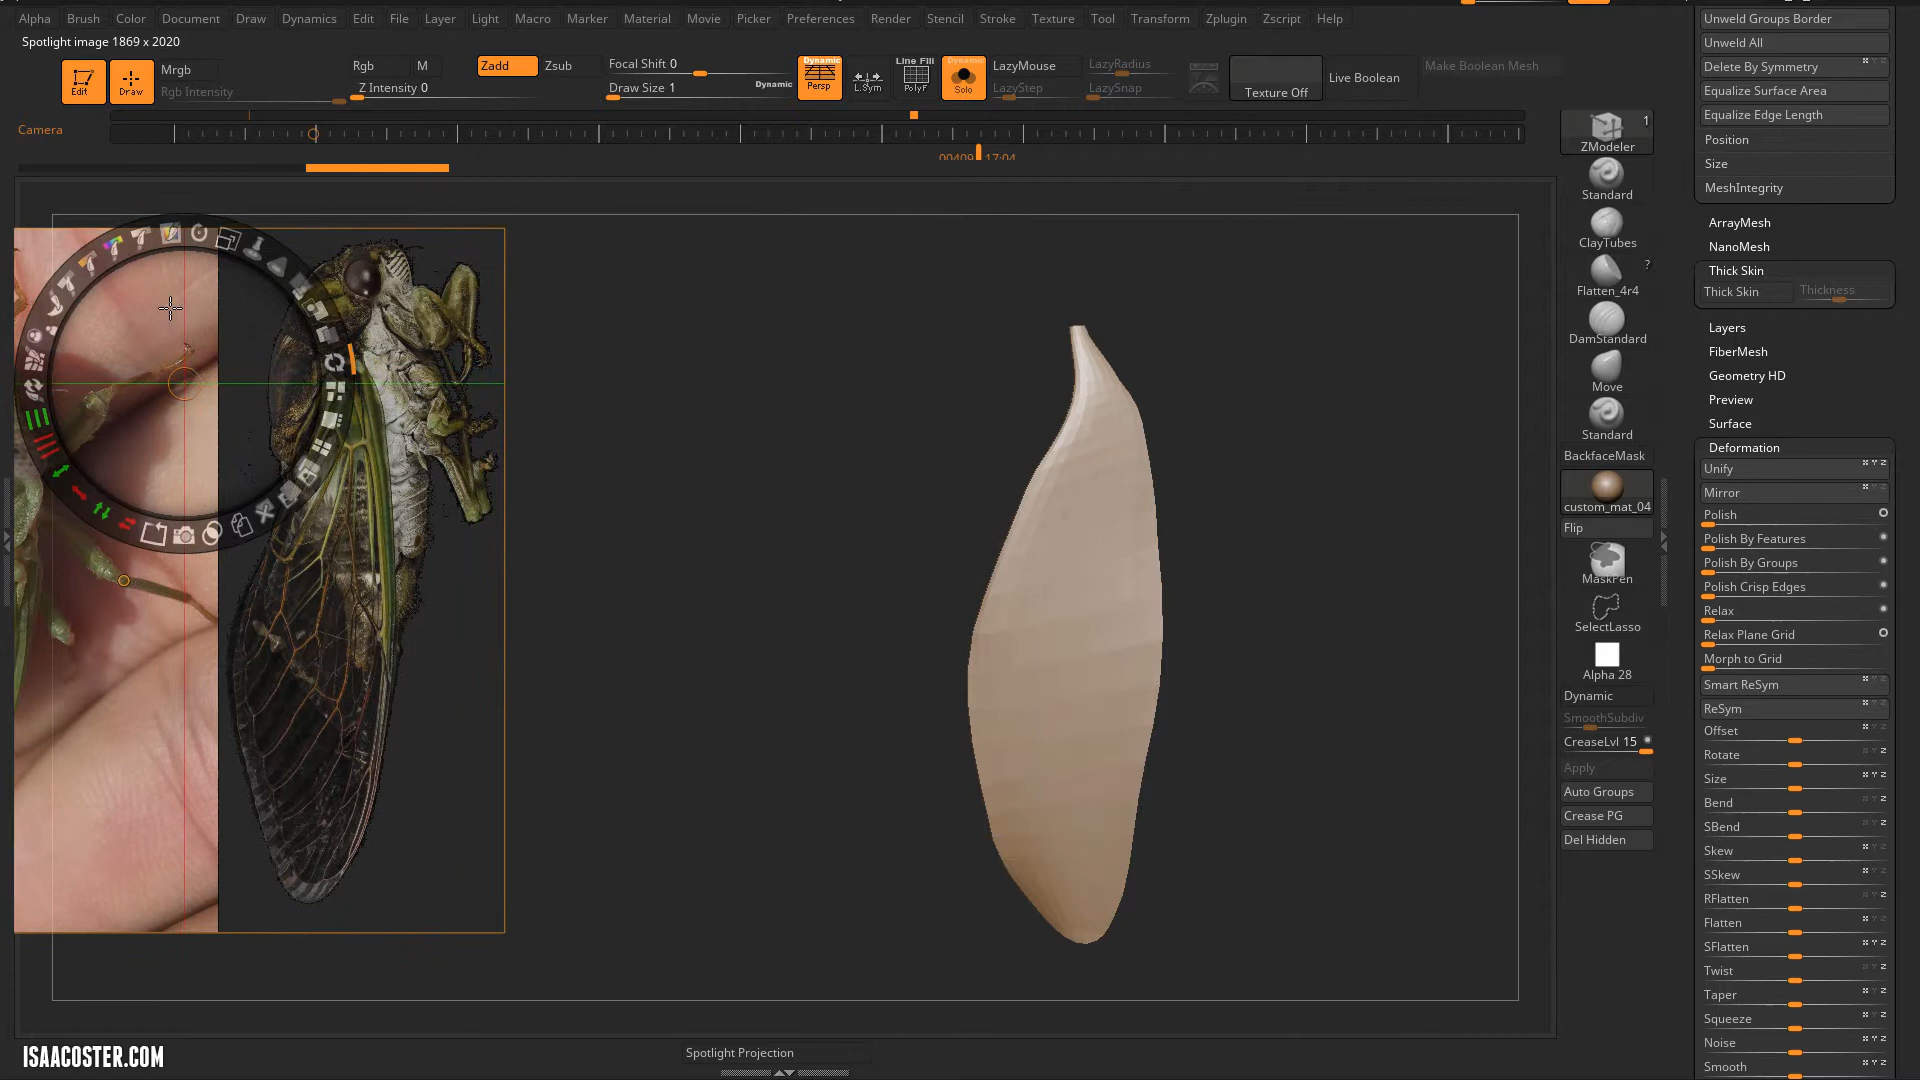 Alpha Brush Color Document Draw Dynamics Edit File Layer Light Macro Marker Material Movie Picker Preferences Render Stencil Stroke Texture Tool Transform Zplugin Zscript Help
Spotlight image 1869 x 2020
Edit
Draw
Mrgb
Rgb Intensity
Rgb
M
Z Intensity 0
Zadd
Zsub
Focal Shift 0
Draw Size 1
Dynamic
Dynamic
Persp
L.Sym
Line Fill
PolyF
Dynamic
Solo
LazyMouse
LazyStep
LazyRadius
LazySnap
Texture Off
Live Boolean
Make Boolean Mesh
Camera
00409 17:04
ZModeler
1
Standard
ClayTubes
Flatten_4r4
?
DamStandard
Move
Standard
BackfaceMask
custom_mat_04
Flip
MaskPen
SelectLasso
Alpha 28
Dynamic
SmoothSubdiv
CreaseLvl 15
Apply
Auto Groups
Crease PG
Del Hidden
Unweld Groups Border
Unweld All
Delete By Symmetry
Equalize Surface Area
Equalize Edge Length
Position
Size
MeshIntegrity
ArrayMesh
NanoMesh
Thick Skin
Thick Skin
Thickness
Layers
FiberMesh
Geometry HD
Preview
Surface
Deformation
Unify
Mirror
Polish
Polish By Features
Polish By Groups
Polish Crisp Edges
Relax
Relax Plane Grid
Morph to Grid
Smart ReSym
ReSym
Offset
Rotate
Size
Bend
SBend
Skew
SSkew
RFlatten
Flatten
SFlatten
Twist
Taper
Squeeze
Noise
Smooth
ISAACOSTER.COM
Spotlight Projection